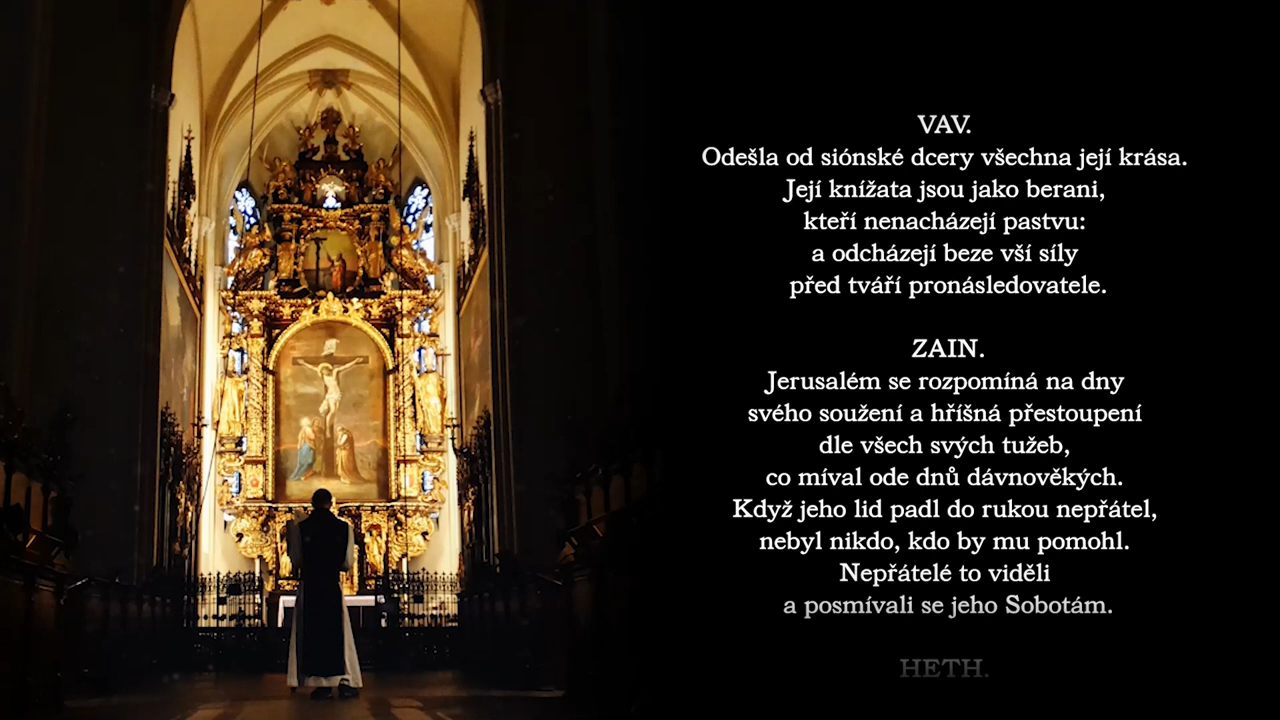 VAV.
Odešla od siónské dcery všechna její krása.
Její knížata jsou jako berani,
kteří nenacházejí pastvu:
a odcházejí beze vší síly
před tváří pronásledovatele.
ZAIN.
Jerusalém se rozpomíná na dny
svého soužení a hříšná přestoupení
dle všech svých tužeb,
co míval ode dnů dávnověkých.
Když jeho lid padl do rukou nepřátel,
nebyl nikdo, kdo by mu pomohl.
Nepřátelé to viděli
a posmívali se jeho Sobotám.
HETH.